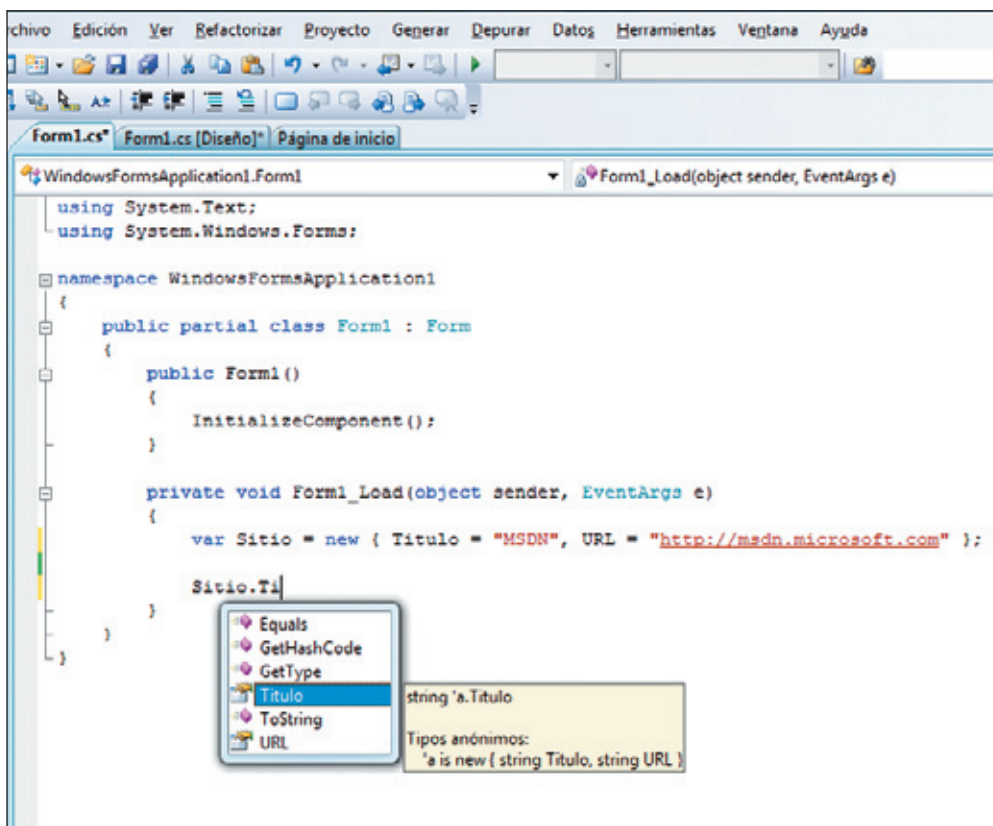 rchivo Edición Ver Refactorizar Proyecto Generar Depurar Datos Herramientas Ventana Ayuda
Form1.cs* Form1.cs [Diseño]* Página de inicio
WindowsFormsApplication1.Form1 Form1_Load(object sender, EventArgs e)
using System.Text;
using System.Windows.Forms;
namespace WindowsFormsApplication1
{
public partial class Form1 : Form
{
public Form1()
{
InitializeComponent();
}
private void Form1_Load(object sender, EventArgs e)
{
var Sitio = new { Titulo = "MSDN", URL = "http://msdn.microsoft.com" };
Sitio.Ti
}
}
}
Equals
GetHashCode
GetType
Titulo
ToString
URL
string 'a.Titulo
Tipos anónimos:
'a is new { string Titulo, string URL }